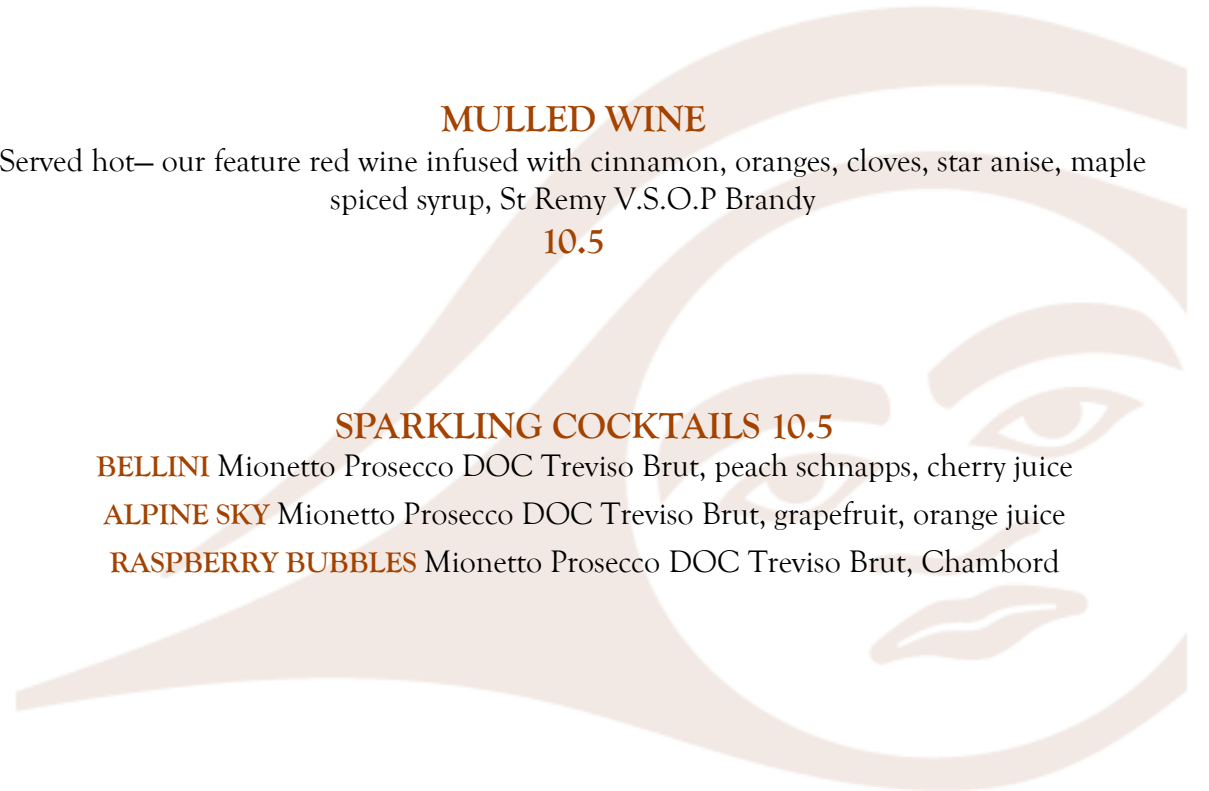 MULLED WINE
Served hot— our feature red wine infused with cinnamon, oranges, cloves, star anise, maple
spiced syrup, St Remy V.S.O.P Brandy
10.5
SPARKLING COCKTAILS 10.5
BELLINI Mionetto Prosecco DOC Treviso Brut, peach schnapps, cherry juice
ALPINE SKY Mionetto Prosecco DOC Treviso Brut, grapefruit, orange juice
RASPBERRY BUBBLES Mionetto Prosecco DOC Treviso Brut, Chambord